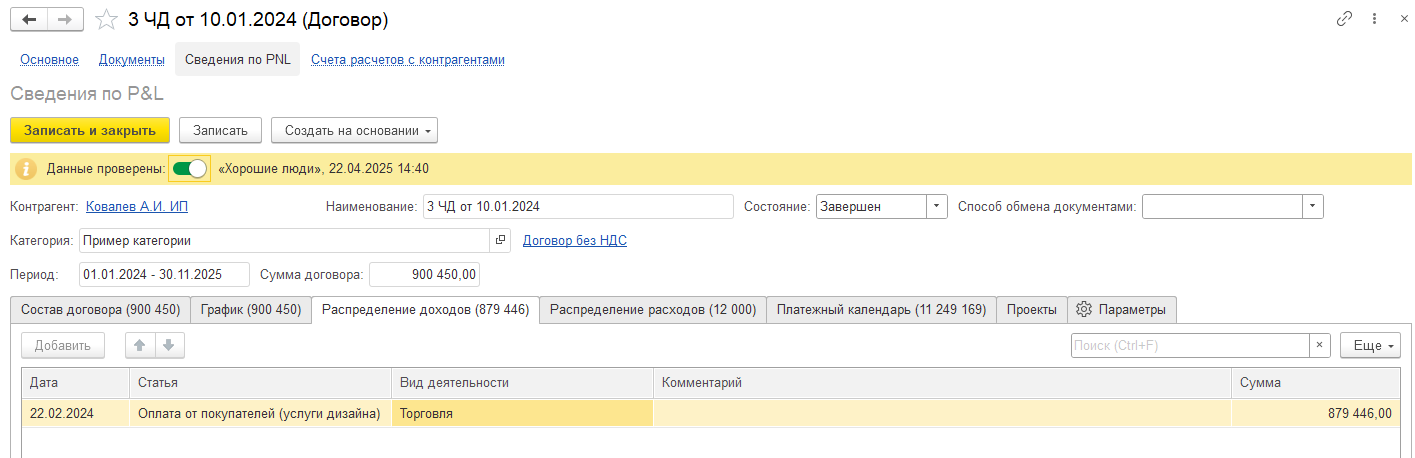 3 ЧД от 10.01.2024 (Договор)
Основное Документы Сведения по PNL Счета расчетов с контрагентами
Сведения по P&L
Записать и закрыть Записать Создать на основании
Данные проверены: «Хорошие люди», 22.04.2025 14:40
Контрагент: Ковалев А.И. ИП Наименование: 3 ЧД от 10.01.2024 Состояние: Завершен Способ обмена документами:
Категория: Пример категории Договор без НДС
Период: 01.01.2024 - 30.11.2025 Сумма договора: 900 450,00
Состав договора (900 450) График (900 450) Распределение доходов (879 446) Распределение расходов (12 000) Платежный календарь (11 249 169) Проекты Параметры
Добавить Поиск (Ctrl+F) × Еще
Дата Статья Вид деятельности Комментарий Сумма
22.02.2024 Оплата от покупателей (услуги дизайна) Торговля 879 446,00